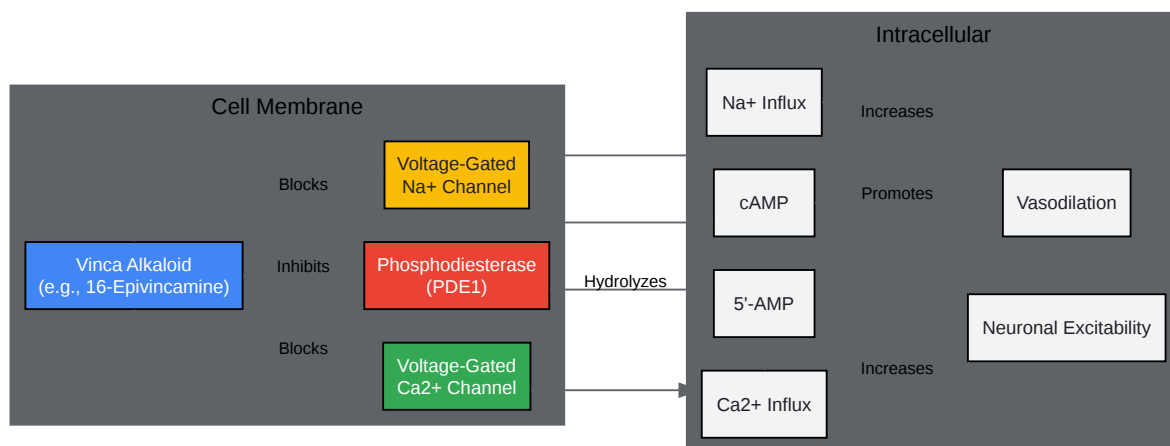 Cell Membrane
Vinca Alkaloid
(e.g., 16-Epivincamine)
Blocks
Inhibits
Blocks
Voltage-Gated
Na+ Channel
Phosphodiesterase
(PDE1)
Voltage-Gated
Ca2+ Channel
Hydrolyzes
Intracellular
Na+ Influx
cAMP
5'-AMP
Ca2+ Influx
Increases
Promotes
Increases
Vasodilation
Neuronal Excitability